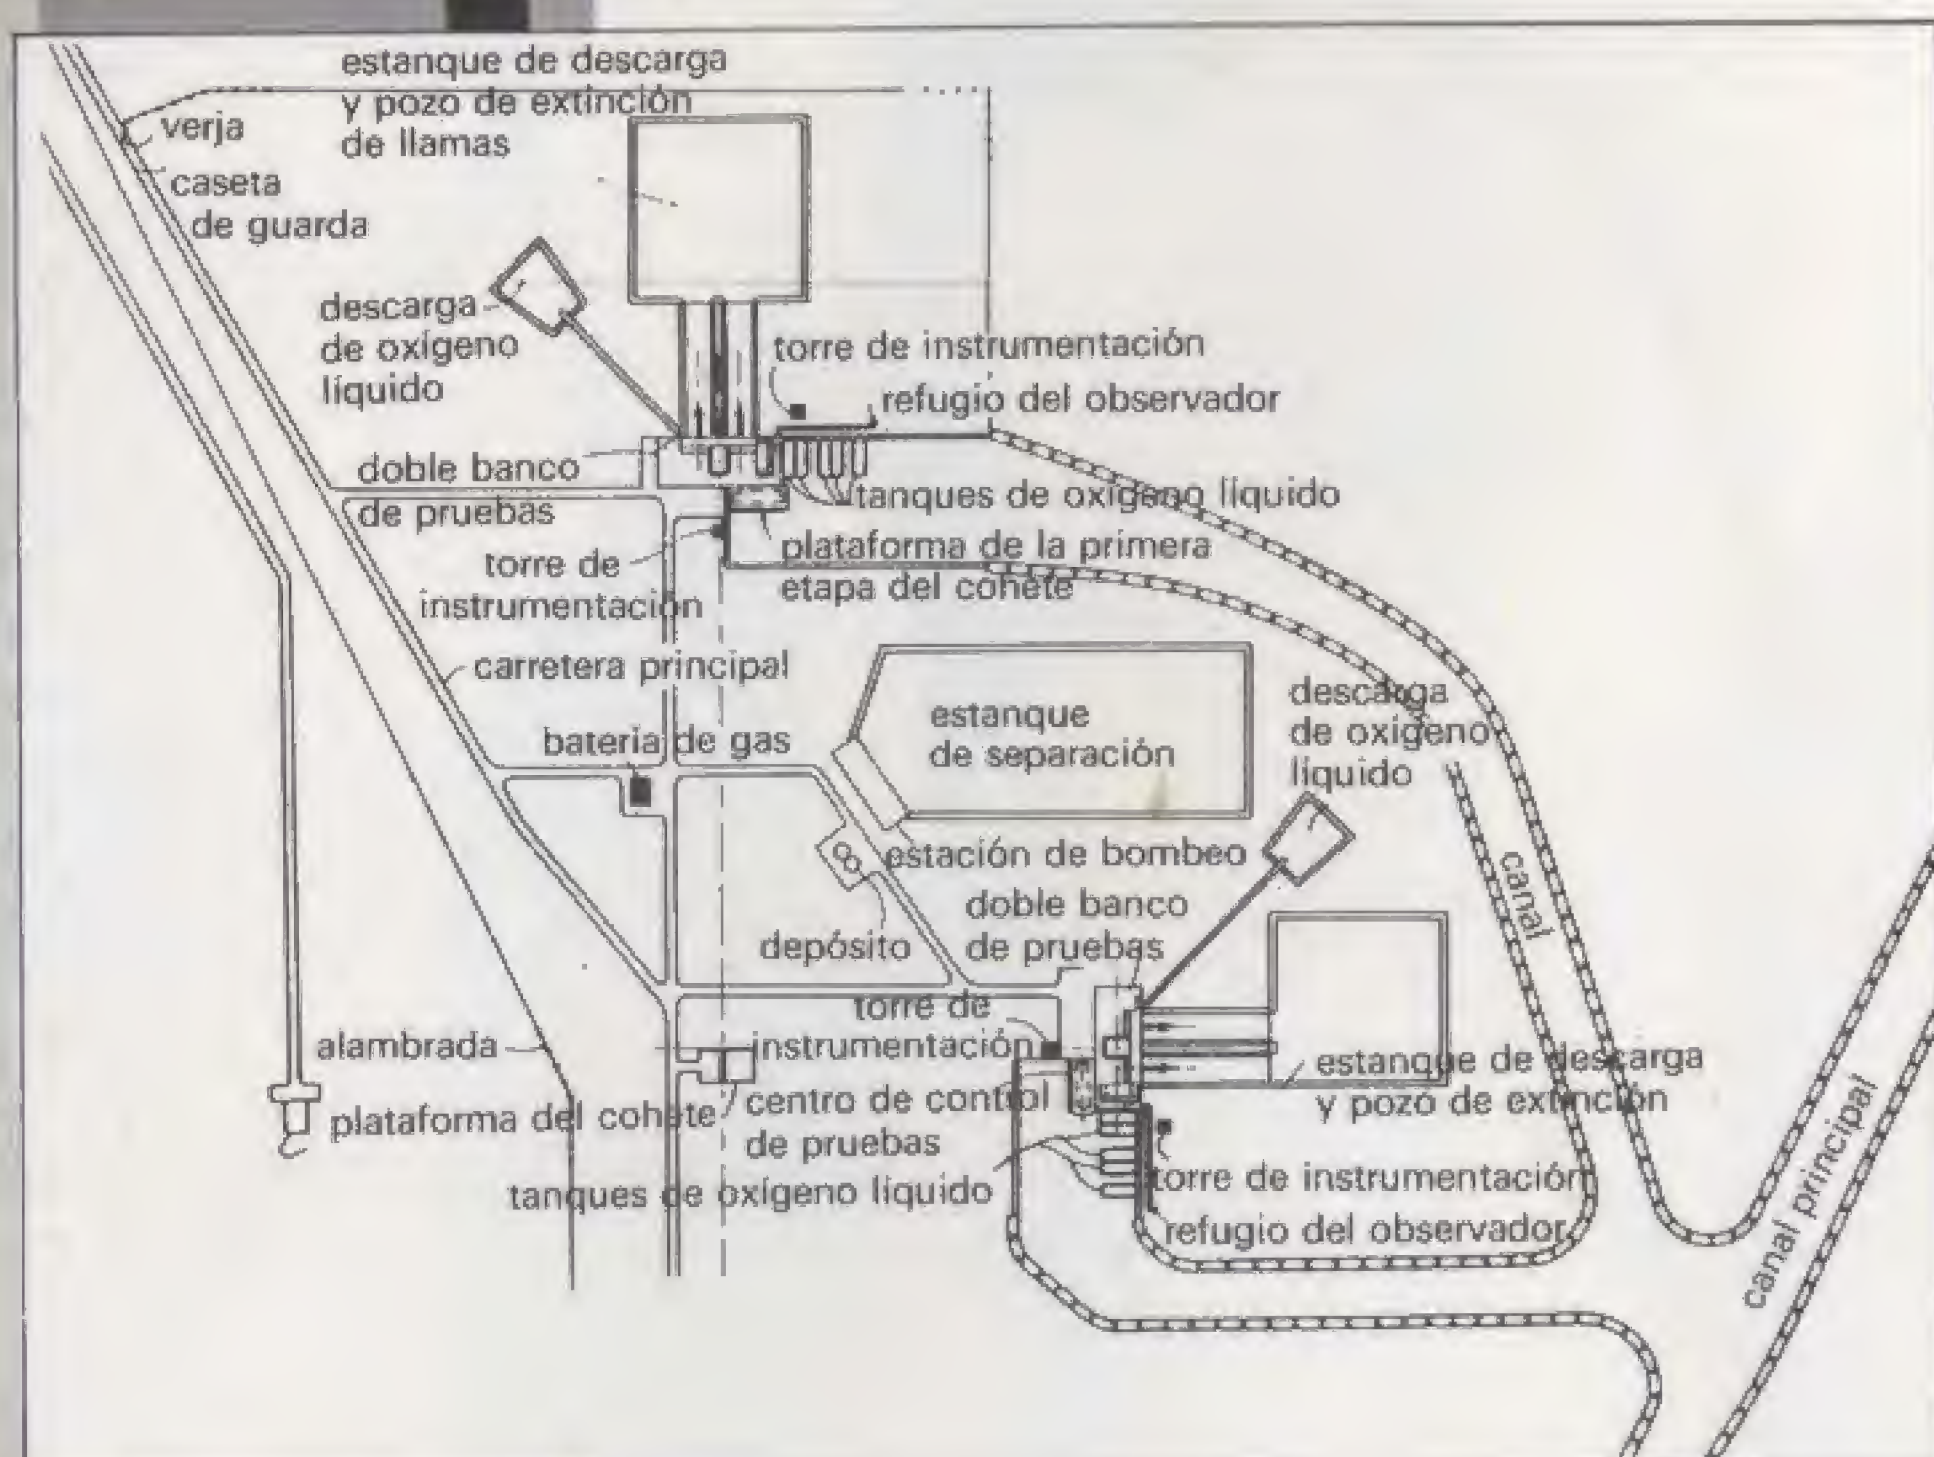 estanque de descarga
y pozo de extinción
de llamas
verja
caseta
de guarda
descarga
de oxígeno
líquido
torre de instrumentación
refugio del observador
doble banco
de pruebas
tanques de oxígeno líquido
torre de
instrumentación
plataforma de la primera
etapa del cohete
carretera principal
batería de gas
estanque
de separación
descarga
de oxigeno
líquido
estación de bombeo
canal
depósito
doble banco
de pruebas
torre de
instrumentación
alambrada
estanque de descarga
y pozo de extinción
plataforma del cohete
centro de control
de pruebas
tanques de oxígeno líquido
torre de instrumentación
refugio del observador
canal principal